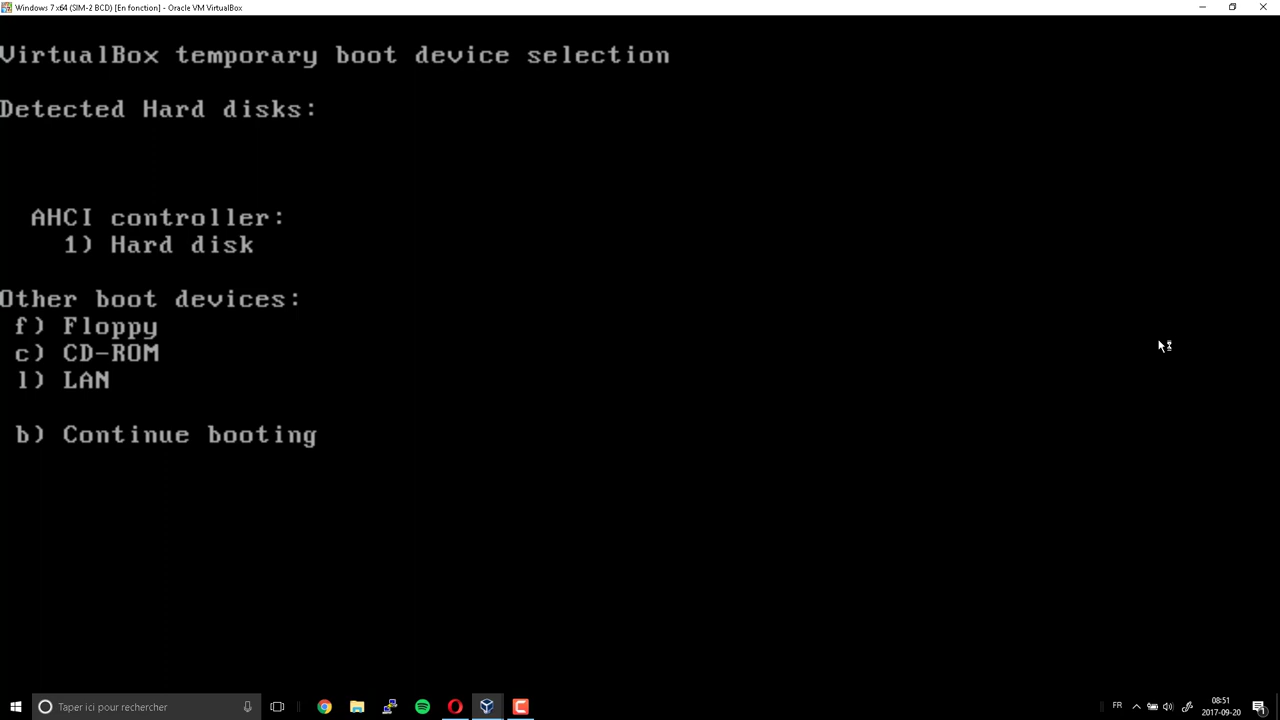 Windows 7 x64 (SIM-2 BCD) [En fonction] - Oracle VM VirtualBox
VirtualBox temporary boot device selection
Detected Hard disks:
AHCI controller:
1) Hard disk
Other boot devices:
f) Floppy
c) CD-ROM
l) LAN
b) Continue booting
Taper ici pour rechercher
FR
08:51
2017-09-20
1